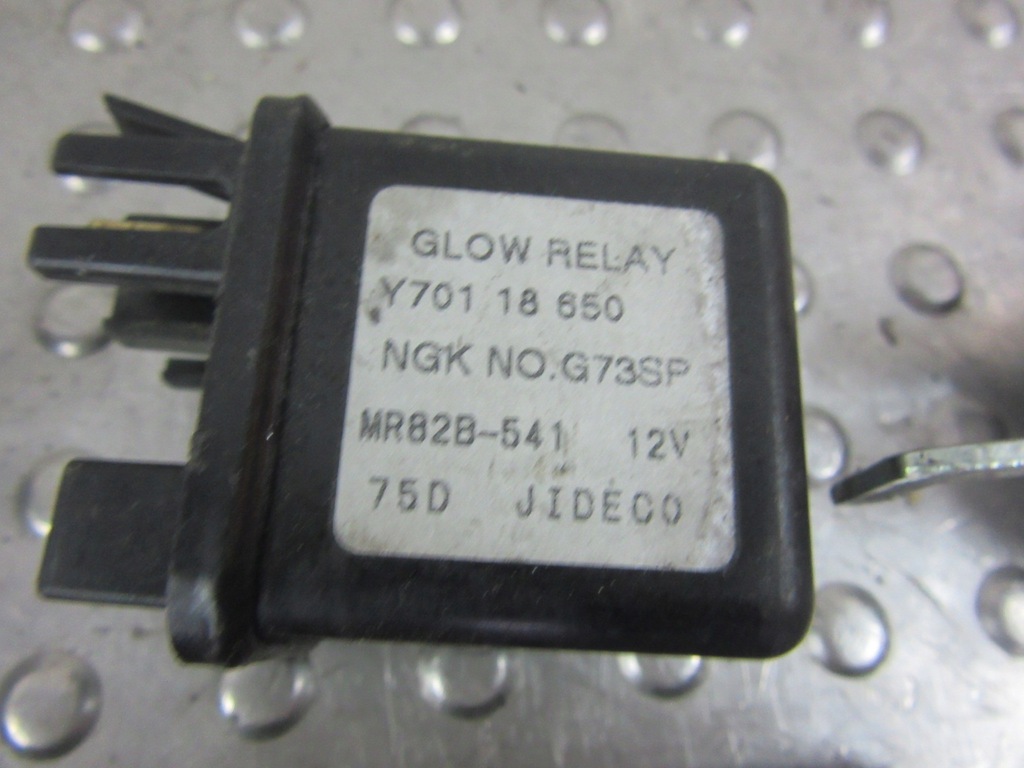 GLOW RELAY
Y701 18 650
NGK NO.G73SP
MR82B-541 12V
75D JIDECO